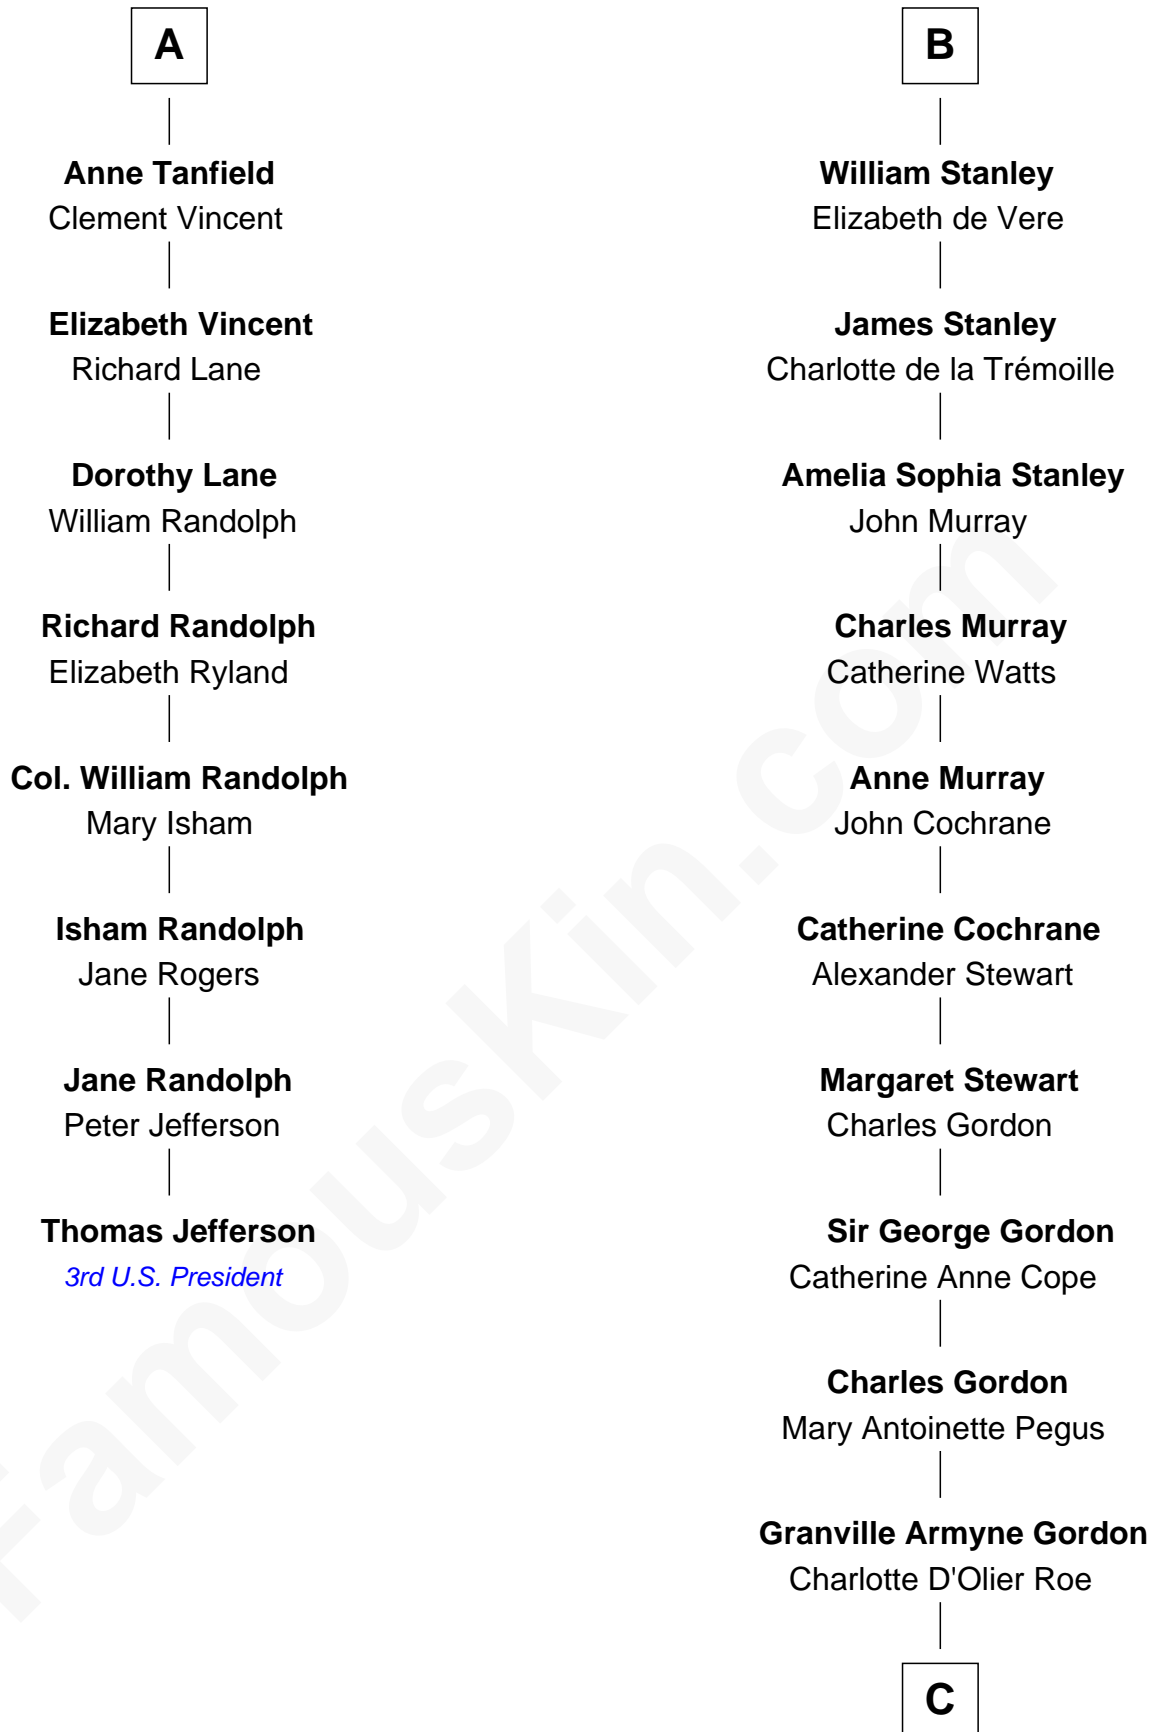 A
Anne Tanfield
Clement Vincent
Elizabeth Vincent
Richard Lane
Dorothy Lane
William Randolph
Richard Randolph
Elizabeth Ryland
Col. William Randolph
Mary Isham
Isham Randolph
Jane Rogers
Jane Randolph
Peter Jefferson
Thomas Jefferson
3rd U.S. President
B
William Stanley
Elizabeth de Vere
James Stanley
Charlotte de la Trémoille
Amelia Sophia Stanley
John Murray
Charles Murray
Catherine Watts
Anne Murray
John Cochrane
Catherine Cochrane
Alexander Stewart
Margaret Stewart
Charles Gordon
Sir George Gordon
Catherine Anne Cope
Charles Gordon
Mary Antoinette Pegus
Granville Armyne Gordon
Charlotte D'Olier Roe
C
FamousKin.com